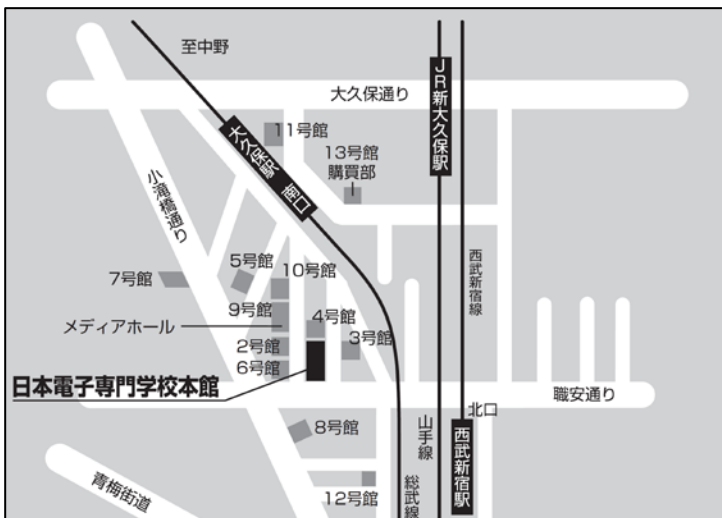 至中野
大久保通り
JR新大久保駅
大久保駅
南口
11号館
13号館
購買部
小滝橋通り
7号館
5号館
10号館
西武新宿線
9号館
メディアホール
4号館
3号館
2号館
6号館
日本電子専門学校本館
職安通り
北口
8号館
山手線
西武新宿駅
総武線
青梅街道
12号館